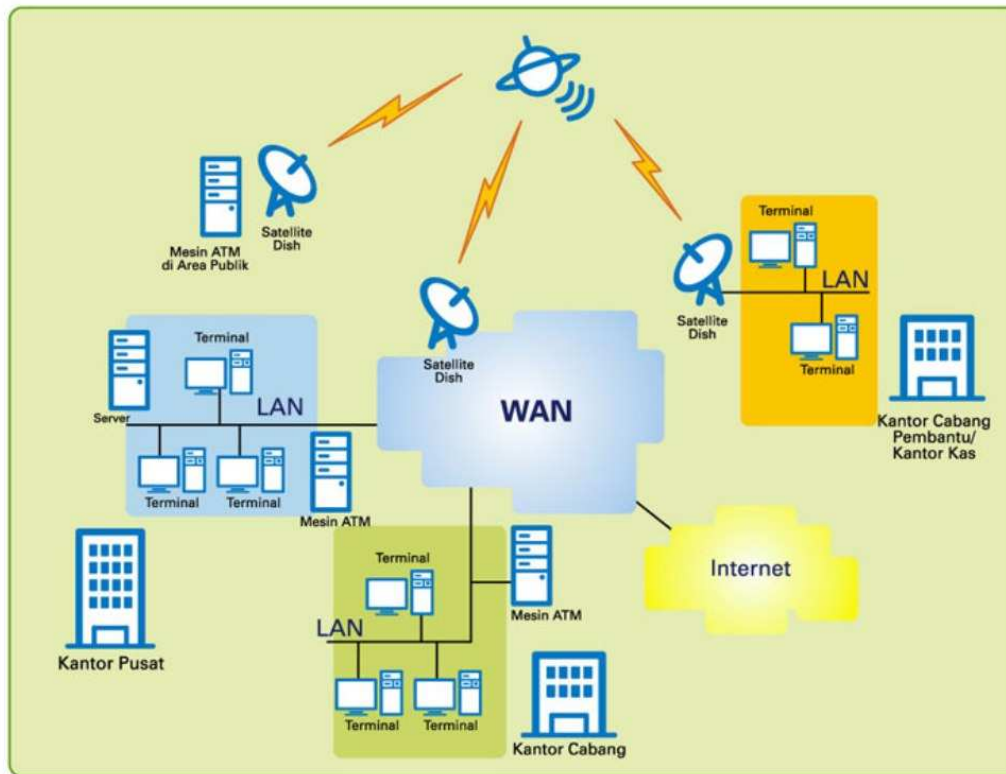 Mesin ATM
di Area Publik
Satellite
Dish
Satellite
Dish
Terminal
LAN
Satellite
Dish
Terminal
Kantor Cabang
Pembantu/
Kantor Kas
Terminal
Server
LAN
Terminal
Terminal
Mesin ATM
WAN
Kantor Pusat
Terminal
LAN
Terminal
Terminal
Mesin ATM
Kantor Cabang
Internet